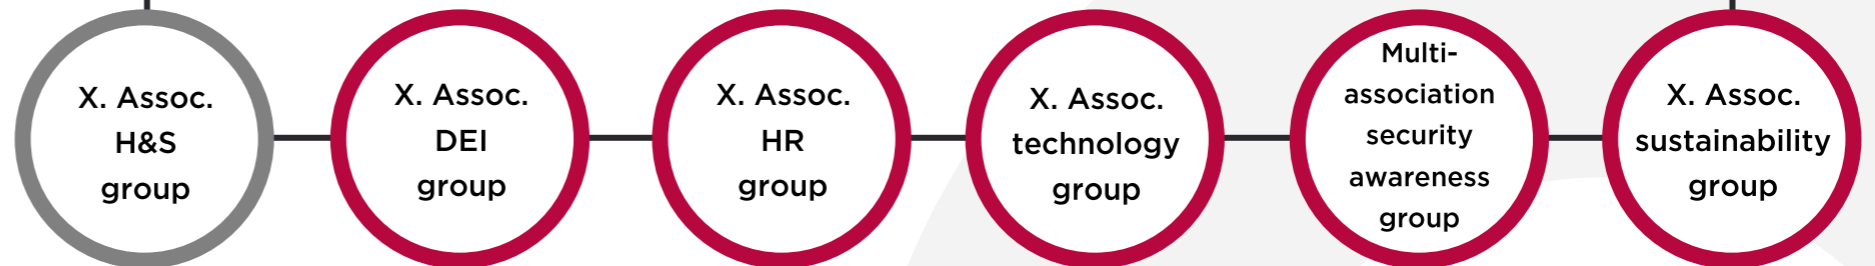 X. Assoc.
H&S
group
X. Assoc.
DEI
group
X. Assoc.
HR
group
X. Assoc.
technology
group
Multi-
association
security
awareness
group
X. Assoc.
sustainability
group